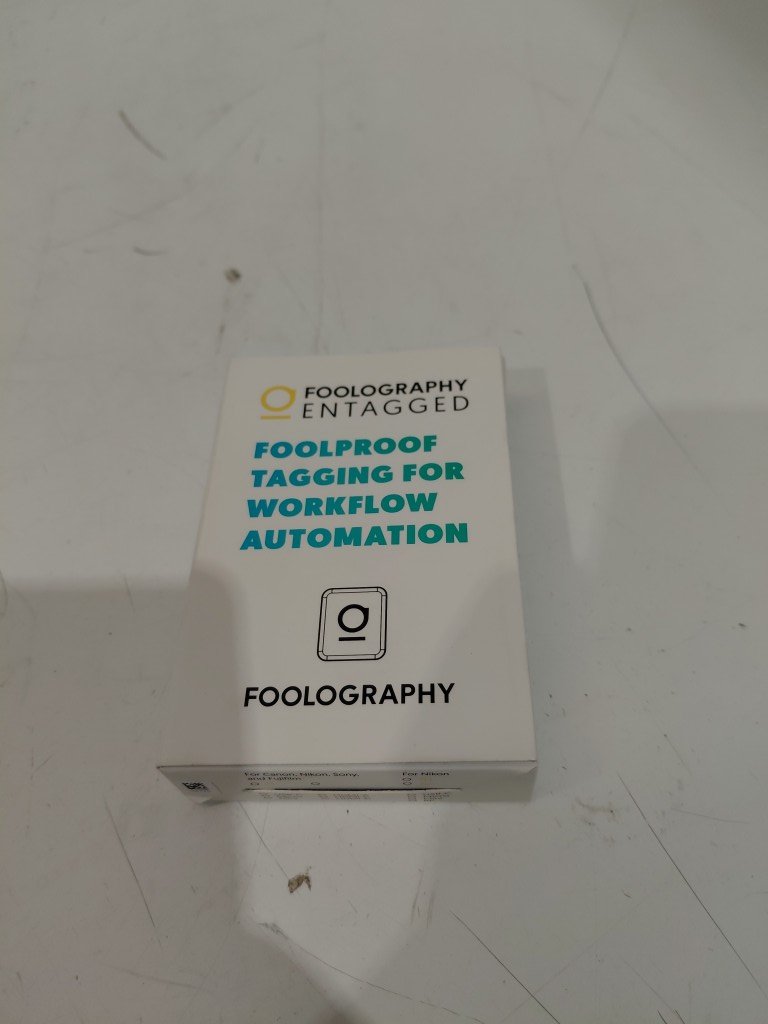 FOOLOGRAPHY
ENTAGGED
FOOLPROOF
TAGGING FOR
WORKFLOW
AUTOMATION
FOOLOGRAPHY
For Canon, Nikon, Sony,
and Fujifilm
For Nikon